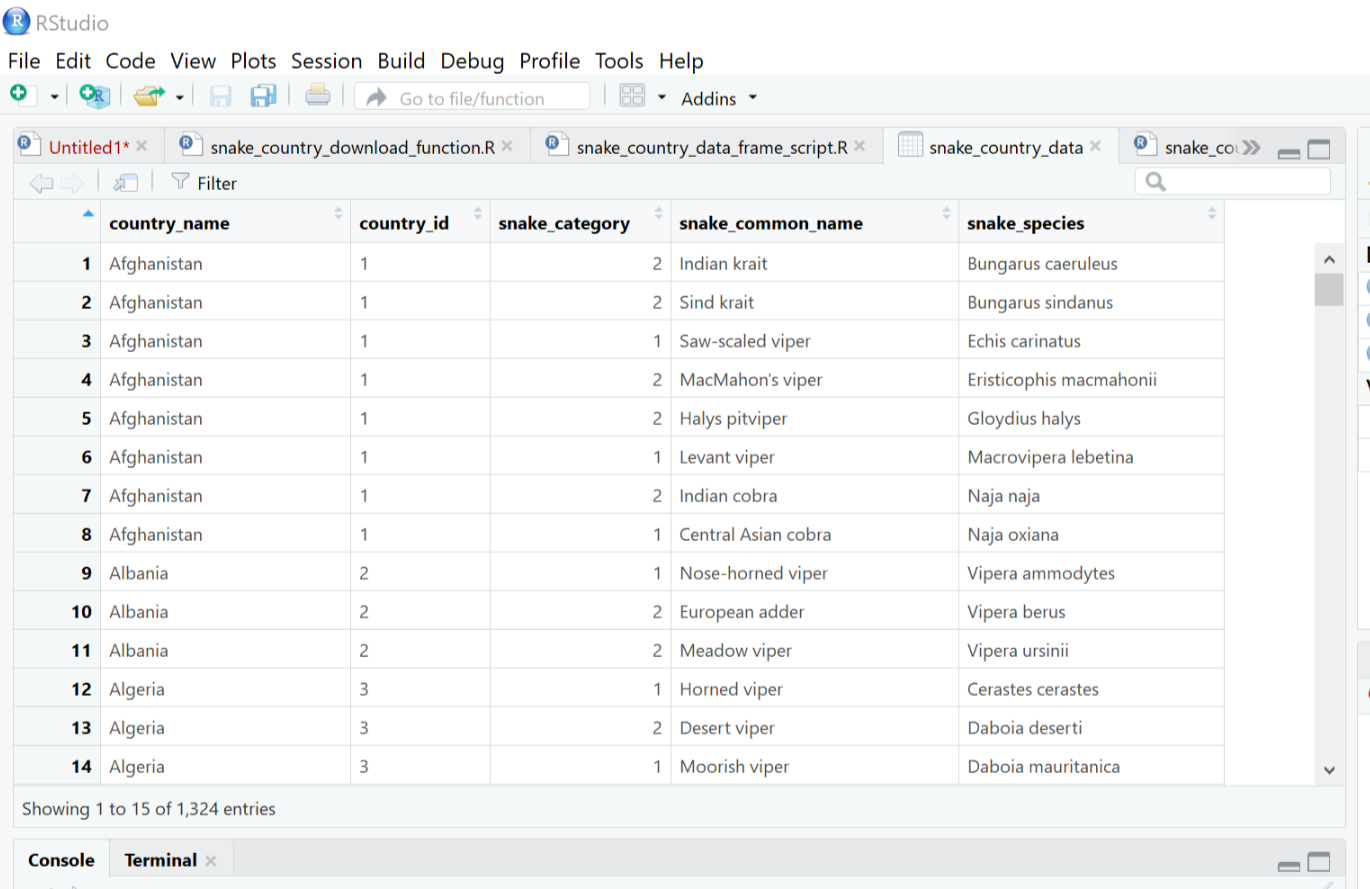 R RStudio
File Edit Code View Plots Session Build Debug Profile Tools Help
Go to file/function Addins
Untitled1* snake_country_download_function.R snake_country_data_frame_script.R snake_country_data
Filter
country_name country_id snake_category snake_common_name snake_species
1 Afghanistan 1 2 Indian krait Bungarus caeruleus
2 Afghanistan 1 2 Sind krait Bungarus sindanus
3 Afghanistan 1 1 Saw-scaled viper Echis carinatus
4 Afghanistan 1 2 MacMahon's viper Eristicophis macmahonii
5 Afghanistan 1 2 Halys pitviper Gloydius halys
6 Afghanistan 1 1 Levant viper Macrovipera lebetina
7 Afghanistan 1 2 Indian cobra Naja naja
8 Afghanistan 1 1 Central Asian cobra Naja oxiana
9 Albania 2 1 Nose-horned viper Vipera ammodytes
10 Albania 2 2 European adder Vipera berus
11 Albania 2 2 Meadow viper Vipera ursinii
12 Algeria 3 1 Horned viper Cerastes cerastes
13 Algeria 3 2 Desert viper Daboia deserti
14 Algeria 3 1 Moorish viper Daboia mauritanica
Showing 1 to 15 of 1,324 entries
Console Terminal